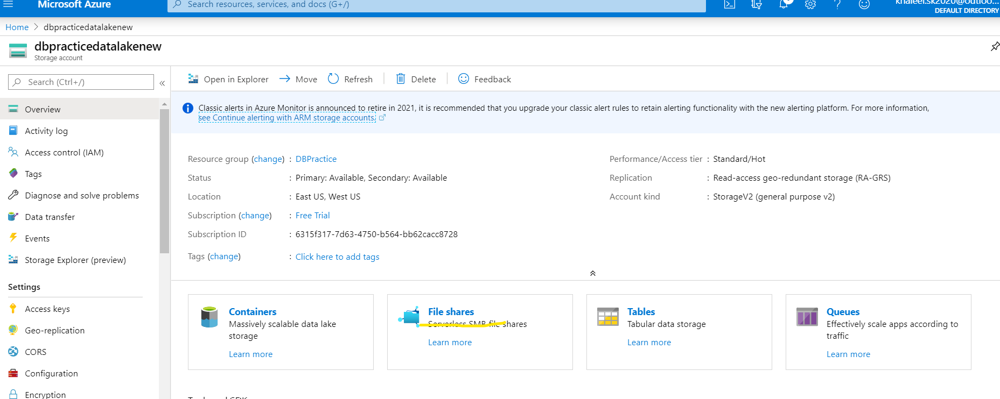 Microsoft Azure
Search resources, services, and docs (G+/)
khaleel.sk2020@outloo...
DEFAULT DIRECTORY
Home > dbpracticedatalakenew
dbpracticedatalakenew
Storage account
Search (Ctrl+/)
«
Overview
Activity log
Access control (IAM)
Tags
Diagnose and solve problems
Data transfer
Events
Storage Explorer (preview)
Settings
Access keys
Geo-replication
CORS
Configuration
Encryption
Open in Explorer
Move
Refresh
Delete
Feedback
Classic alerts in Azure Monitor is announced to retire in 2021, it is recommended that you upgrade your classic alert rules to retain alerting functionality with the new alerting platform. For more information,
see Continue alerting with ARM storage accounts.
Resource group (change) : DBPractice
Status : Primary: Available, Secondary: Available
Location : East US, West US
Subscription (change) : Free Trial
Subscription ID : 6315f317-7d63-4750-b564-bb62cacc8728
Tags (change) : Click here to add tags
Performance/Access tier : Standard/Hot
Replication : Read-access geo-redundant storage (RA-GRS)
Account kind : StorageV2 (general purpose v2)
Containers
Massively scalable data lake
storage
Learn more
File shares
Serverless SMB file shares
Learn more
Tables
Tabular data storage
Learn more
Queues
Effectively scale apps according to
traffic
Learn more